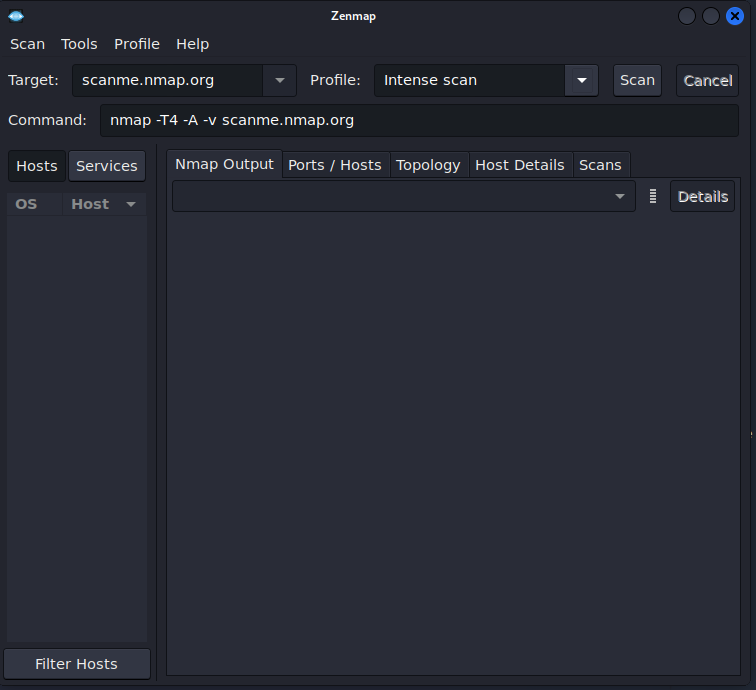 Zenmap
Scan Tools Profile Help
Target: scanme.nmap.org Profile: Intense scan Scan Cancel
Command: nmap -T4 -A -v scanme.nmap.org
Hosts Services Nmap Output Ports / Hosts Topology Host Details Scans
Details
OS Host
Filter Hosts